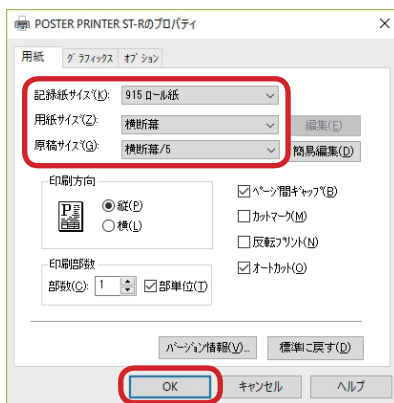 POSTER PRINTER ST-Rのプロパティ
用紙 グラフィックス オプション
記録紙サイズ(K): 915 ロール紙
用紙サイズ(Z): 横断幕 編集(E)
原稿サイズ(G): 横断幕/5 簡易編集(D)
印刷方向
縦(P)
横(L)
ページ間ギャップ(B)
カットマーク(M)
反転プリント(N)
オートカット(O)
印刷部数
部数(C): 1 部単位(T)
バージョン情報(V)... 標準に戻す(D)
OK キャンセル ヘルプ